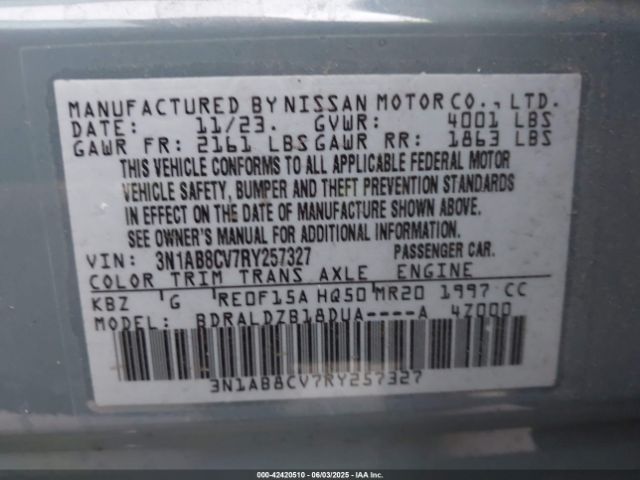 MANUFACTURED BY NISSAN MOTOR CO., LTD.
DATE: 11/23. GVWR: 4001 LBS
GAWR FR: 2161 LBS GAWR RR: 1863 LBS
THIS VEHICLE CONFORMS TO ALL APPLICABLE FEDERAL MOTOR
VEHICLE SAFETY, BUMPER AND THEFT PREVENTION STANDARDS
IN EFFECT ON THE DATE OF MANUFACTURE SHOWN ABOVE.
SEE OWNER'S MANUAL FOR ADDITIONAL INFORMATION.
VIN: 3N1AB8CV7RY257327 PASSENGER CAR.
COLOR TRIM TRANS AXLE ENGINE
KBZ G RE0F15A HQ50 MR20 1997 CC
MODEL: BDRALDZB18DUA----A 4Z000
3N1AB8CV7RY257327
000-42420510 - 06/03/2025 - IAAI.com